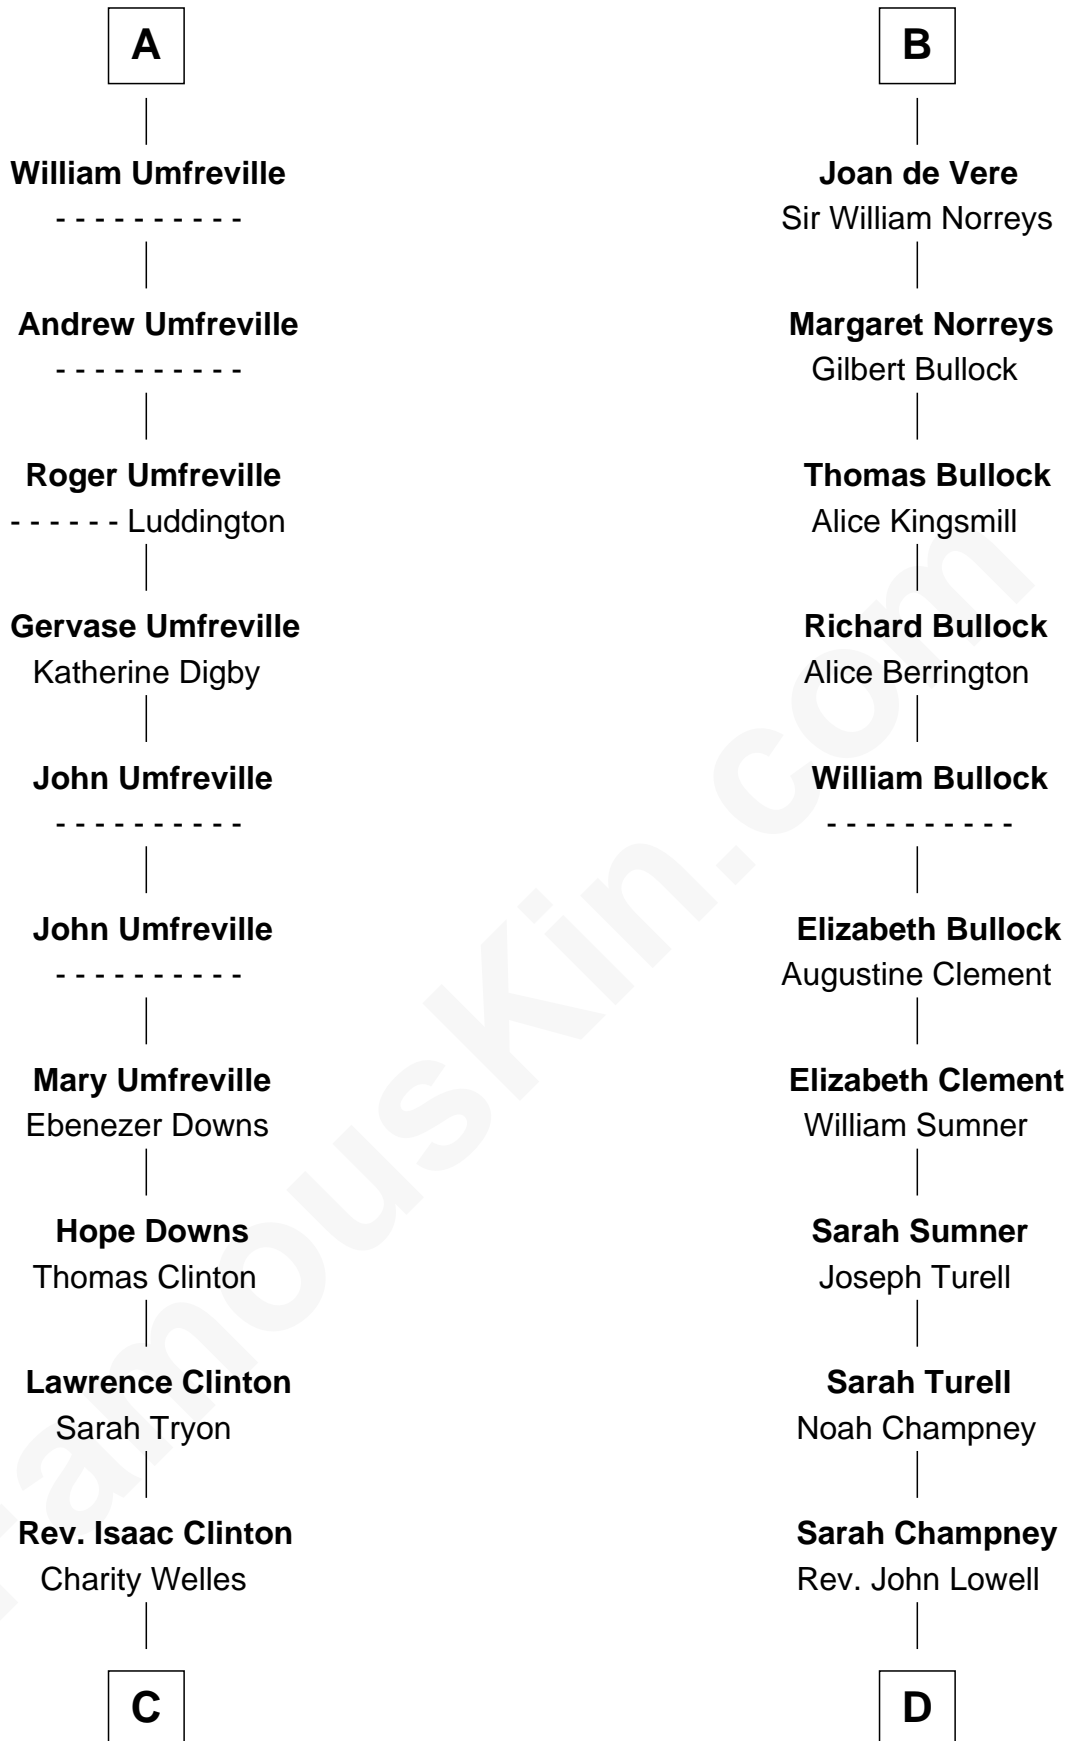 A
William Umfreville
- - - - - - - - - -
Andrew Umfreville
- - - - - - - - - -
Roger Umfreville
- - - - - - Luddington
Gervase Umfreville
Katherine Digby
John Umfreville
- - - - - - - - - -
John Umfreville
- - - - - - - - - -
Mary Umfreville
Ebenezer Downs
Hope Downs
Thomas Clinton
Lawrence Clinton
Sarah Tryon
Rev. Isaac Clinton
Charity Welles
C
B
Joan de Vere
Sir William Norreys
Margaret Norreys
Gilbert Bullock
Thomas Bullock
Alice Kingsmill
Richard Bullock
Alice Berrington
William Bullock
- - - - - - - - - -
Elizabeth Bullock
Augustine Clement
Elizabeth Clement
William Sumner
Sarah Sumner
Joseph Turell
Sarah Turell
Noah Champney
Sarah Champney
Rev. John Lowell
D
FamousKin.com